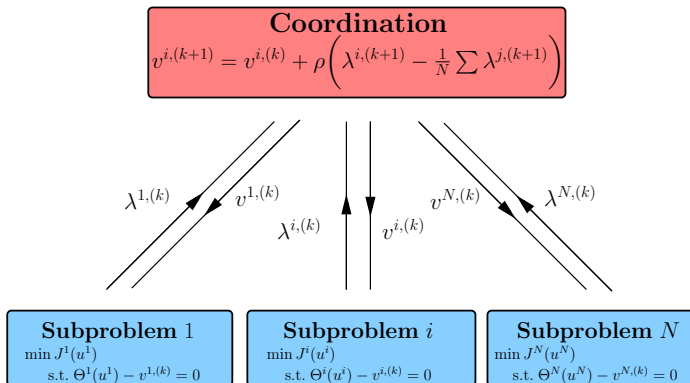 Coordination
v^{i,(k+1)} = v^{i,(k)} + ρ(λ^{i,(k+1)} − \frac{1}{N} ∑ λ^{j,(k+1)})
λ^{1,(k)}
v^{1,(k)}
λ^{i,(k)}
v^{i,(k)}
v^{N,(k)}
λ^{N,(k)}
Subproblem 1
min J^1(u^1)
s.t. Θ^1(u^1) − v^{1,(k)} = 0
Subproblem i
min J^i(u^i)
s.t. Θ^i(u^i) − v^{i,(k)} = 0
Subproblem N
min J^N(u^N)
s.t. Θ^N(u^N) − v^{N,(k)} = 0